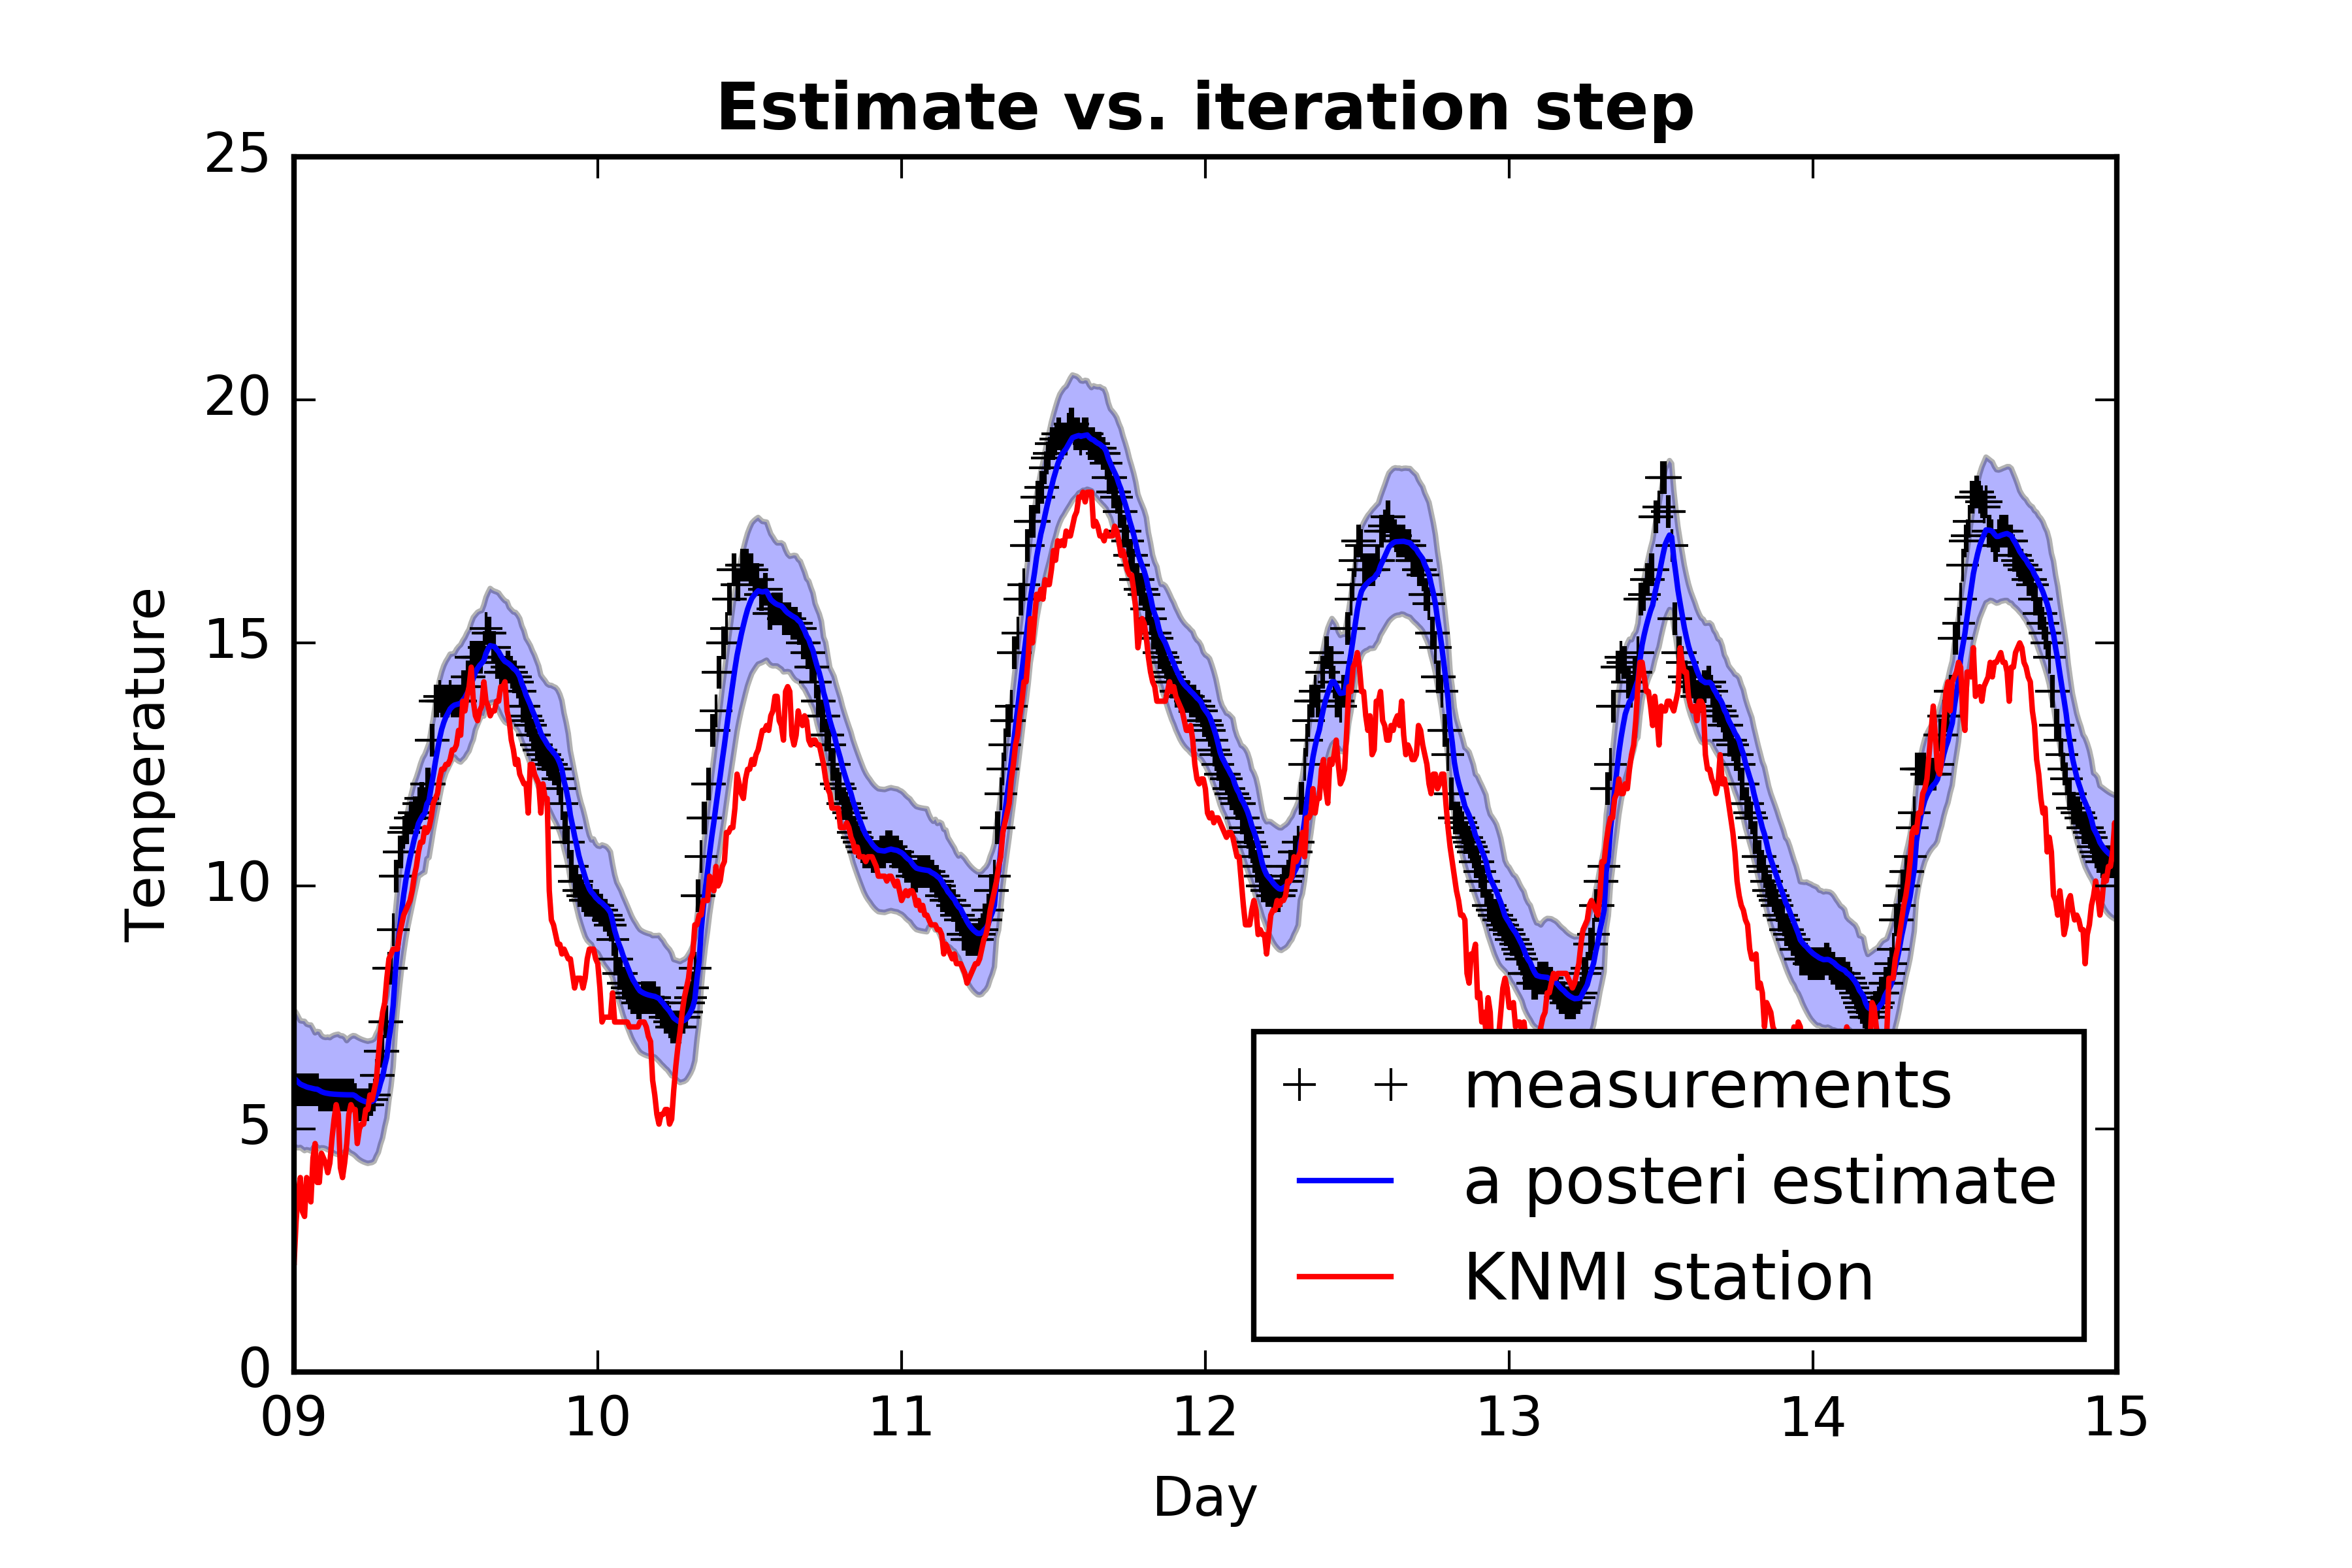 Estimate vs. iteration step
25
20
15
10
5
0
Temperature
09 10 11 12 13 14 15
Day
measurements
a posteri estimate
KNMI station